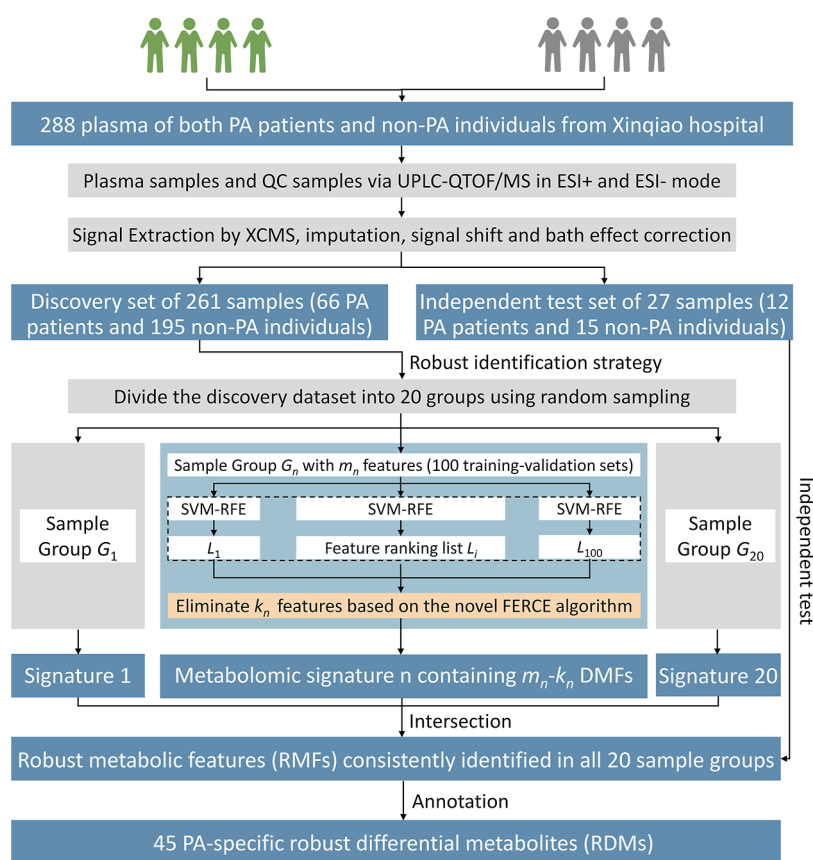 288 plasma of both PA patients and non-PA individuals from Xinqiao hospital
Plasma samples and QC samples via UPLC-QTOF/MS in ESI+ and ESI- mode
Signal Extraction by XCMS, imputation, signal shift and bath effect correction
Discovery set of 261 samples (66 PA
patients and 195 non-PA individuals)
Independent test set of 27 samples (12
PA patients and 15 non-PA individuals)
Robust identification strategy
Divide the discovery dataset into 20 groups using random sampling
Sample
Group G1
Sample Group Gn with mn features (100 training-validation sets)
SVM-RFE
SVM-RFE
SVM-RFE
L1
Feature ranking list Li
L100
Eliminate kn features based on the novel FERCE algorithm
Sample
Group G20
Independent test
Signature 1
Metabolomic signature n containing mn-kn DMFs
Signature 20
Intersection
Robust metabolic features (RMFs) consistently identified in all 20 sample groups
Annotation
45 PA-specific robust differential metabolites (RDMs)